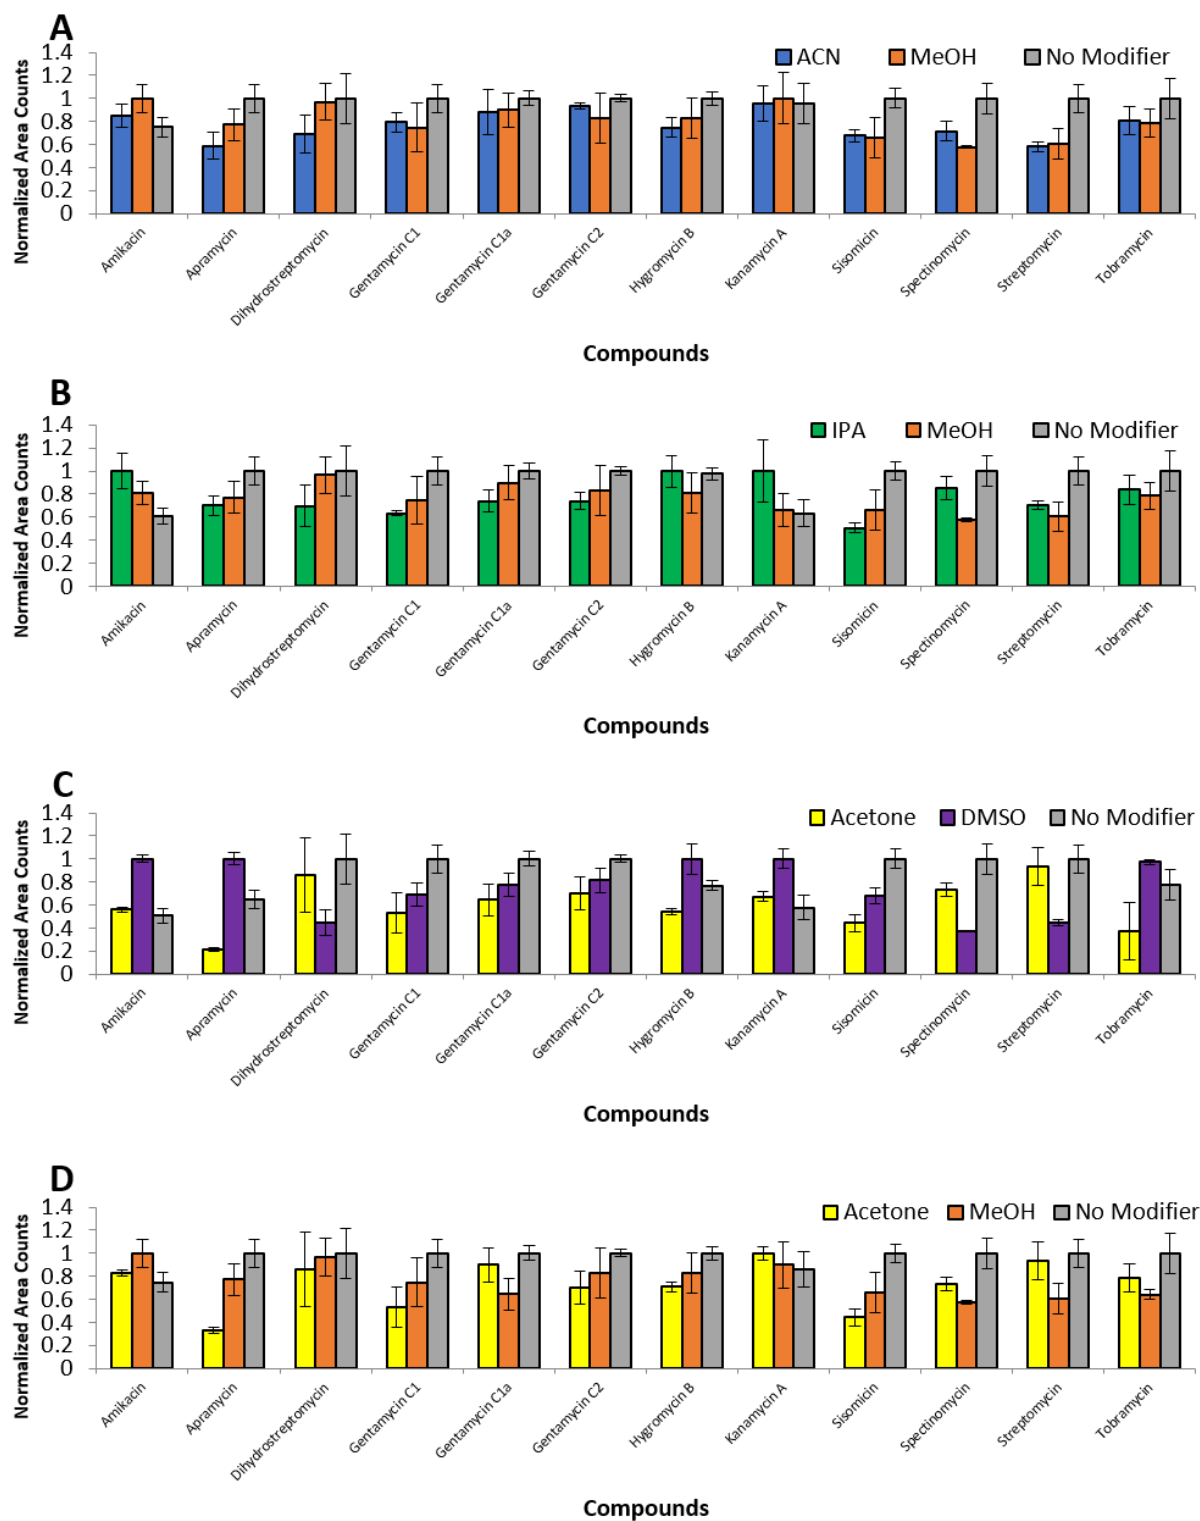 A
Normalized Area Counts
1.4
1.2
1
0.8
0.6
0.4
0.2
0
ACN MeOH No Modifier
Amikacin
Apramycin
Dihydrostreptomycin
Gentamycin C1
Gentamycin C1a
Gentamycin C2
Hygromycin B
Kanamycin A
Sisomicin
Spectinomycin
Streptomycin
Tobramycin
Compounds
B
Normalized Area Counts
1.4
1.2
1
0.8
0.6
0.4
0.2
0
IPA MeOH No Modifier
Amikacin
Apramycin
Dihydrostreptomycin
Gentamycin C1
Gentamycin C1a
Gentamycin C2
Hygromycin B
Kanamycin A
Sisomicin
Spectinomycin
Streptomycin
Tobramycin
Compounds
C
Normalized Area Counts
1.4
1.2
1
0.8
0.6
0.4
0.2
0
Acetone DMSO No Modifier
Amikacin
Apramycin
Dihydrostreptomycin
Gentamycin C1
Gentamycin C1a
Gentamycin C2
Hygromycin B
Kanamycin A
Sisomicin
Spectinomycin
Streptomycin
Tobramycin
Compounds
D
Normalized Area Counts
1.4
1.2
1
0.8
0.6
0.4
0.2
0
Acetone MeOH No Modifier
Amikacin
Apramycin
Dihydrostreptomycin
Gentamycin C1
Gentamycin C1a
Gentamycin C2
Hygromycin B
Kanamycin A
Sisomicin
Spectinomycin
Streptomycin
Tobramycin
Compounds